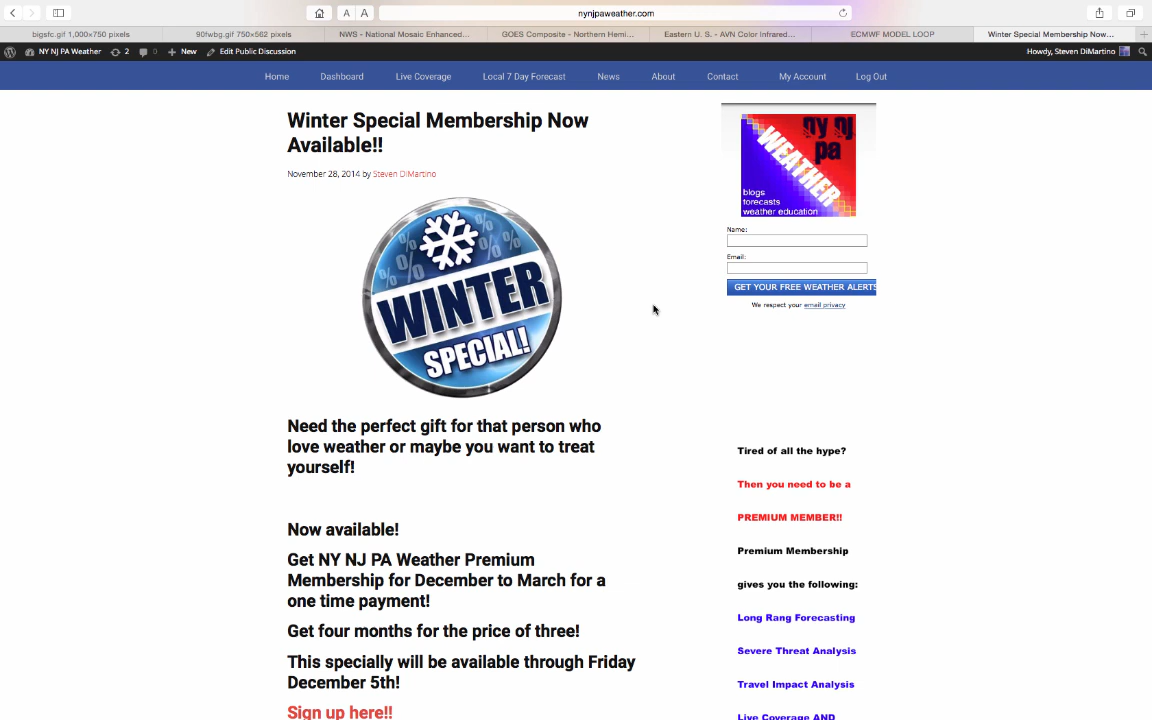 nynjpaweather.com
A A
bigsfc.gif 1,000×750 pixels
90fwbg.gif 750×562 pixels
NWS - National Mosaic Enhanced...
GOES Composite - Northern Hemi...
Eastern U. S. - AVN Color Infrared...
ECMWF MODEL LOOP
Winter Special Membership Now...
NY NJ PA Weather
2
0
New
Edit Public Discussion
Howdy, Steven DiMartino
Home
Dashboard
Live Coverage
Local 7 Day Forecast
News
About
Contact
My Account
Log Out
Winter Special Membership Now
Available!!
November 28, 2014 by Steven DiMartino
% % % % %
WINTER
SPECIAL!
Need the perfect gift for that person who
love weather or maybe you want to treat
yourself!
Now available!
Get NY NJ PA Weather Premium
Membership for December to March for a
one time payment!
Get four months for the price of three!
This specially will be available through Friday
December 5th!
Sign up here!!
ny nj
pa
WEATHER
blogs
forecasts
weather education
Name:
Email:
GET YOUR FREE WEATHER ALERTS
We respect your email privacy
Tired of all the hype?
Then you need to be a
PREMIUM MEMBER!!
Premium Membership
gives you the following:
Long Rang Forecasting
Severe Threat Analysis
Travel Impact Analysis
Live Coverage AND